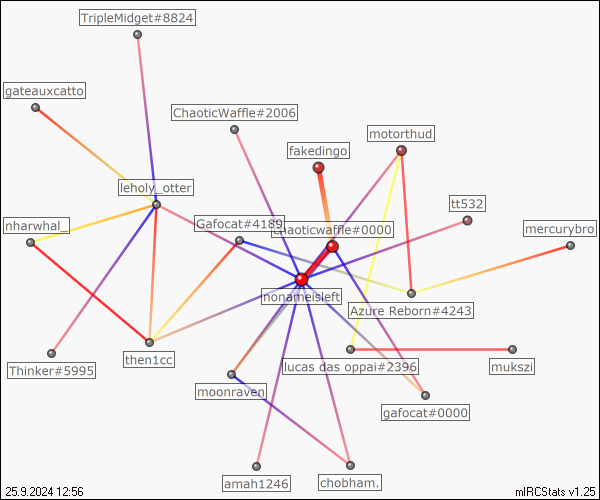 TripleMidget#8824
gateauxcatto
ChaoticWaffle#2006
motorthud
fakedingo
leholy_otter
tt532
nharwhal_
Gafocat#4189
Chaoticwaffle#0000
mercurybro
nonameisleft
Azure Reborn#4243
Thinker#5995
then1cc
lucas das oppai#2396
mukszi
moonraven
gafocat#0000
amah1246
chobham.
25.9.2024 12:56
mIRCStats v1.25